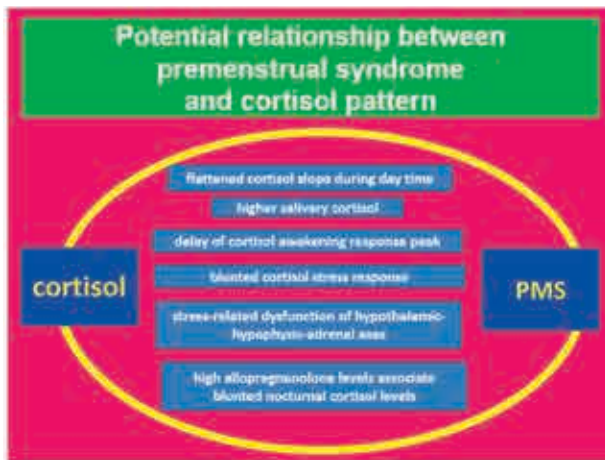 Potential relationship between
premenstrual syndrome
and cortisol pattern
flattened cortisol slope during day time
higher salivary cortisol
delay of cortisol awakening response peak
blunted cortisol stress response
cortisol
PMS
stress-related dysfunction of hypothalamic-
hypophysis-adrenal axes
high allopregnanolone levels associate
blunted nocturnal cortisol levels